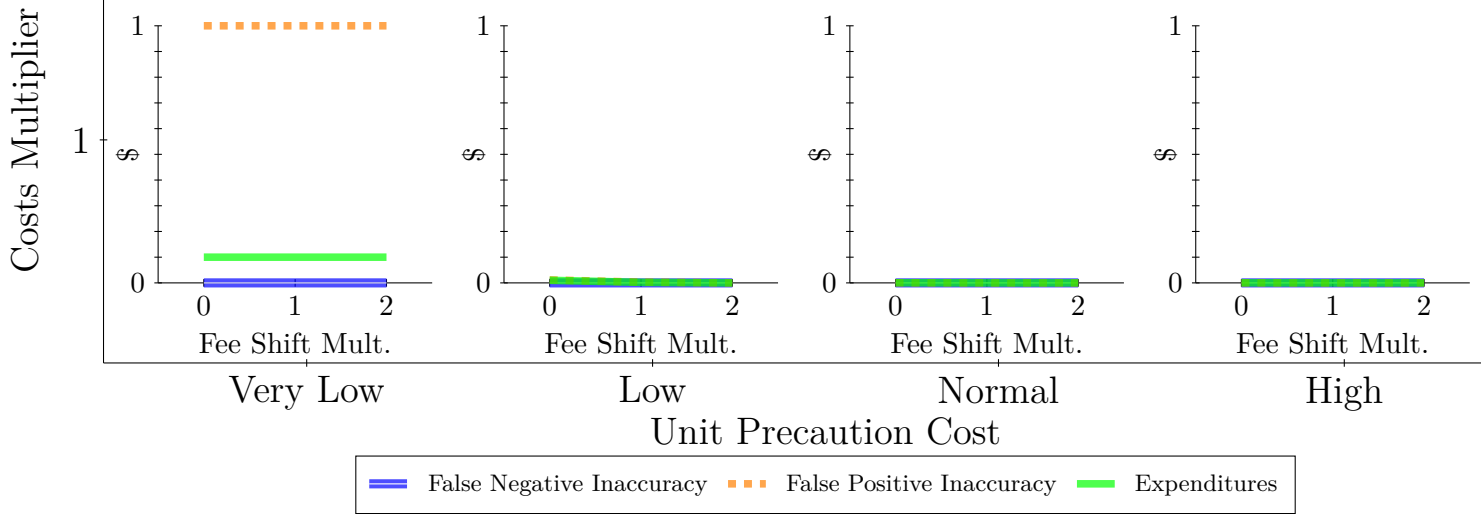 Costs Multiplier
1
1
$
0
0 1 2
Fee Shift Mult.
1
$
0
0 1 2
Fee Shift Mult.
1
$
0
0 1 2
Fee Shift Mult.
1
$
0
0 1 2
Fee Shift Mult.
Very Low Low Normal High
Unit Precaution Cost
False Negative Inaccuracy False Positive Inaccuracy Expenditures